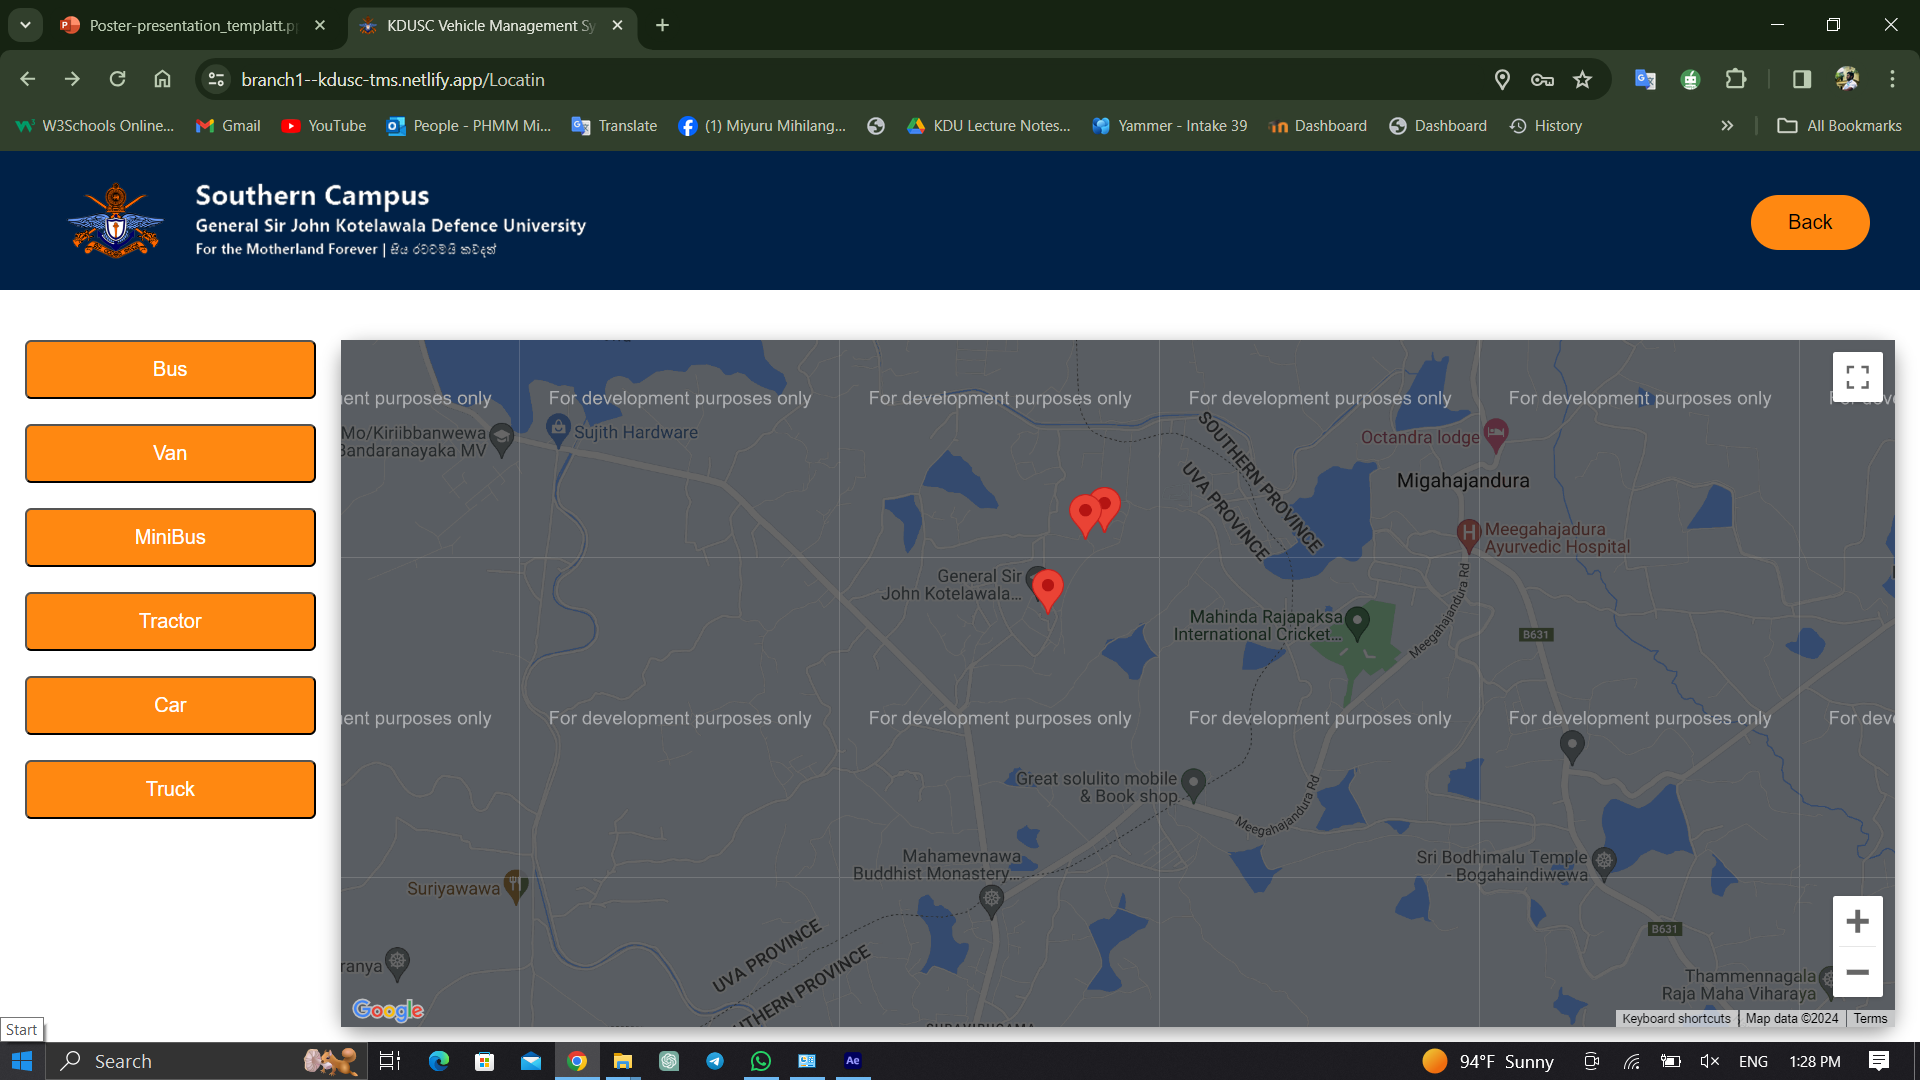 Poster-presentation_templatt.p
KDUSC Vehicle Management Sy
branch1--kdusc-tms.netlify.app/Locatin
W3Schools Online...
Gmail
YouTube
People - PHMM Mi...
Translate
(1) Miyuru Mihilang...
KDU Lecture Notes...
Yammer - Intake 39
Dashboard
Dashboard
History
All Bookmarks
Southern Campus
General Sir John Kotelawala Defence University
For the Motherland Forever |
Back
Bus
Van
MiniBus
Tractor
Car
Truck
ent purposes only
For development purposes only
For development purposes only
For development purposes only
For development purposes only
Mo/Kiriibbanwewa
Bandaranayaka MV
Sujith Hardware
SOUTHERN PROVINCE
UVA PROVINCE
Octandra lodge
Migahajandura
H
Meegahajadura
Ayurvedic Hospital
General Sir
John Kotelawala...
Mahinda Rajapaksa
International Cricket...
Meegahajandura Rd
B631
ent purposes only
For development purposes only
For development purposes only
For development purposes only
For development purposes only
For deve
Great solulito mobile
& Book shop.
Meegahajandura Rd
Mahamevnawa
Buddhist Monastery...
Sri Bodhimalu Temple
- Bogahaindiwewa
Suriyawawa
B631
UVA PROVINCE
THERN PROVINCE
ranya
Thammennagala
Raja Maha Viharaya
Google
Keyboard shortcuts
Map data ©2024
Terms
Start
Search
Ae
94°F Sunny
ENG
1:28 PM